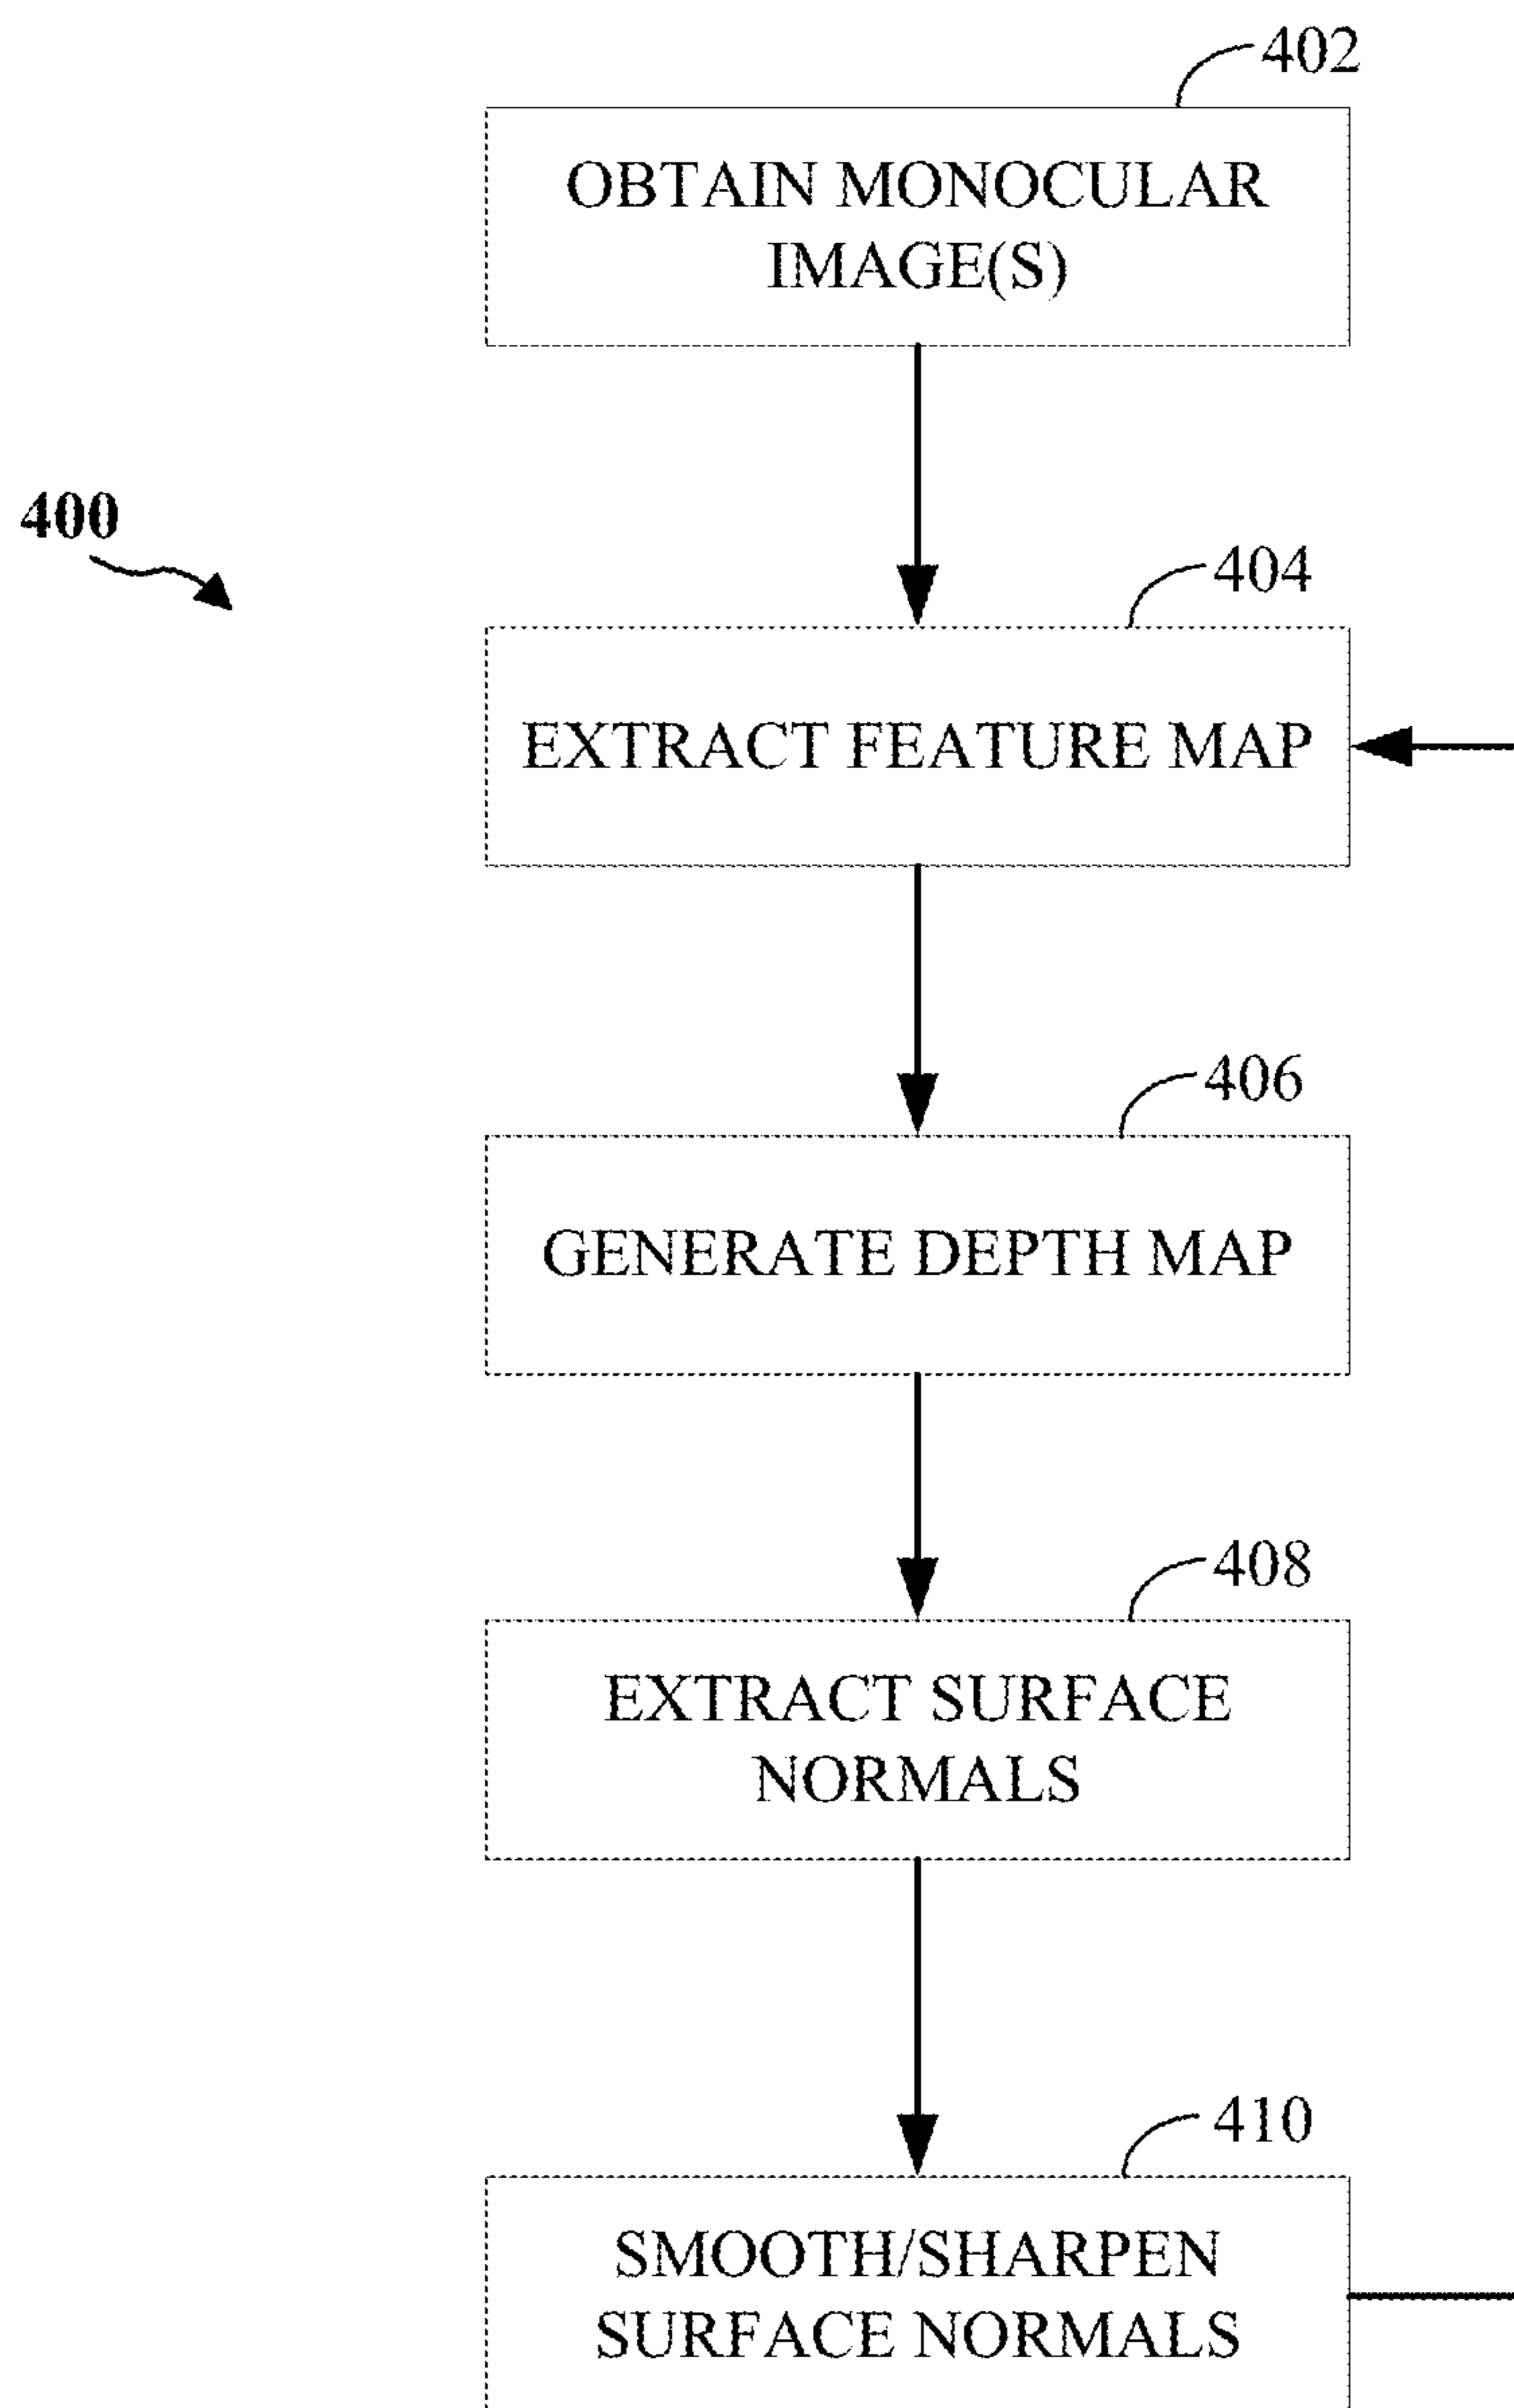 402
OBTAIN MONOCULAR
IMAGE(S)
400
404
EXTRACT FEATURE MAP
406
GENERATE DEPTH MAP
408
EXTRACT SURFACE
NORMALS
410
SMOOTH/SHARPEN
SURFACE NORMALS